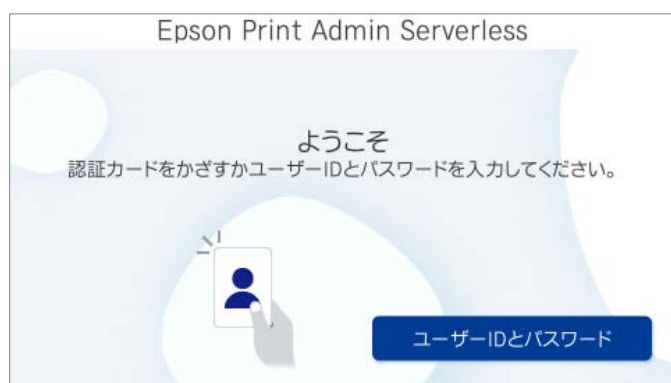 Epson Print Admin Serverless
ようこそ
認証カードをかざすかユーザーIDとパスワードを入力してください。
ユーザーIDとパスワード